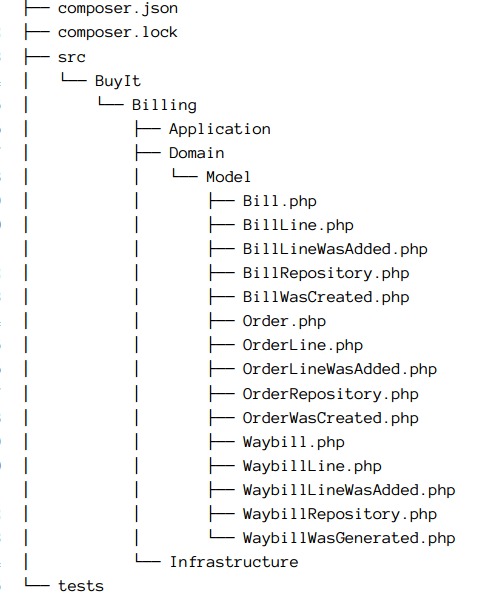 ├── composer.json
├── composer.lock
├── src
│   └── BuyIt
│       └── Billing
│           ├── Application
│           ├── Domain
│           │   └── Model
│           │       ├── Bill.php
│           │       ├── BillLine.php
│           │       ├── BillLineWasAdded.php
│           │       ├── BillRepository.php
│           │       ├── BillWasCreated.php
│           │       ├── Order.php
│           │       ├── OrderLine.php
│           │       ├── OrderLineWasAdded.php
│           │       ├── OrderRepository.php
│           │       ├── OrderWasCreated.php
│           │       ├── Waybill.php
│           │       ├── WaybillLine.php
│           │       ├── WaybillLineWasAdded.php
│           │       ├── WaybillRepository.php
│           │       └── WaybillWasGenerated.php
│           └── Infrastructure
└── tests